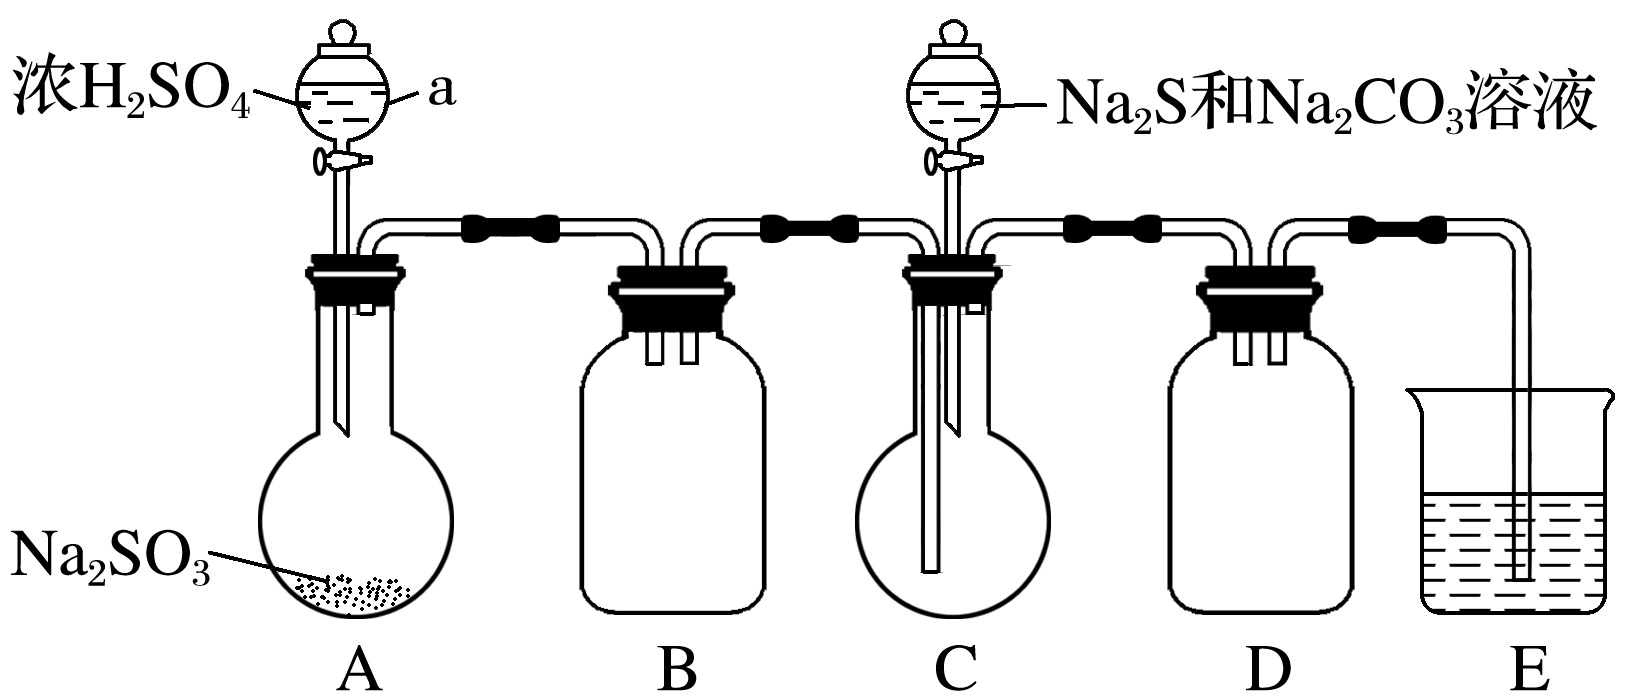 浓H₂SO₄
a
Na₂S和Na₂CO₃溶液
Na₂SO₃
A
B
C
D
E